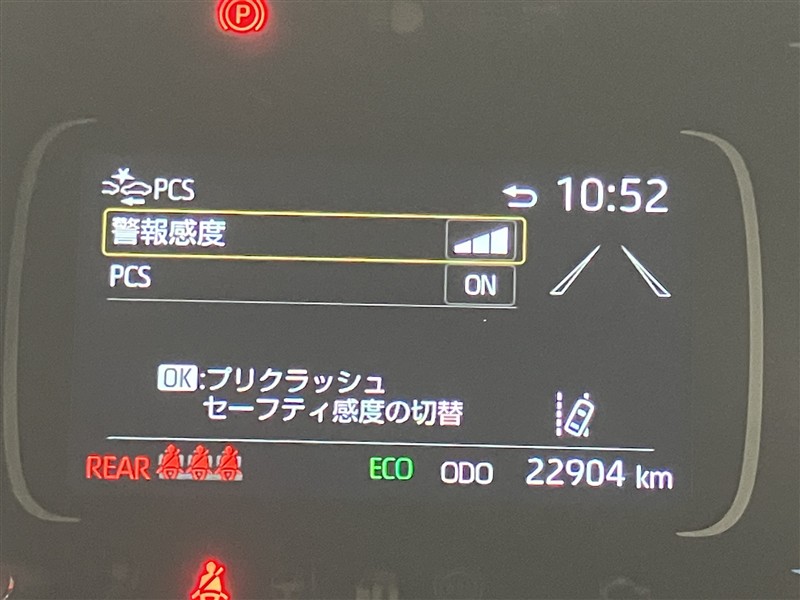 P
PCS 10:52
警報感度
PCS ON
OK:プリクラッシュ
セーフティ感度の切替
REAR ECO ODO 22904 km